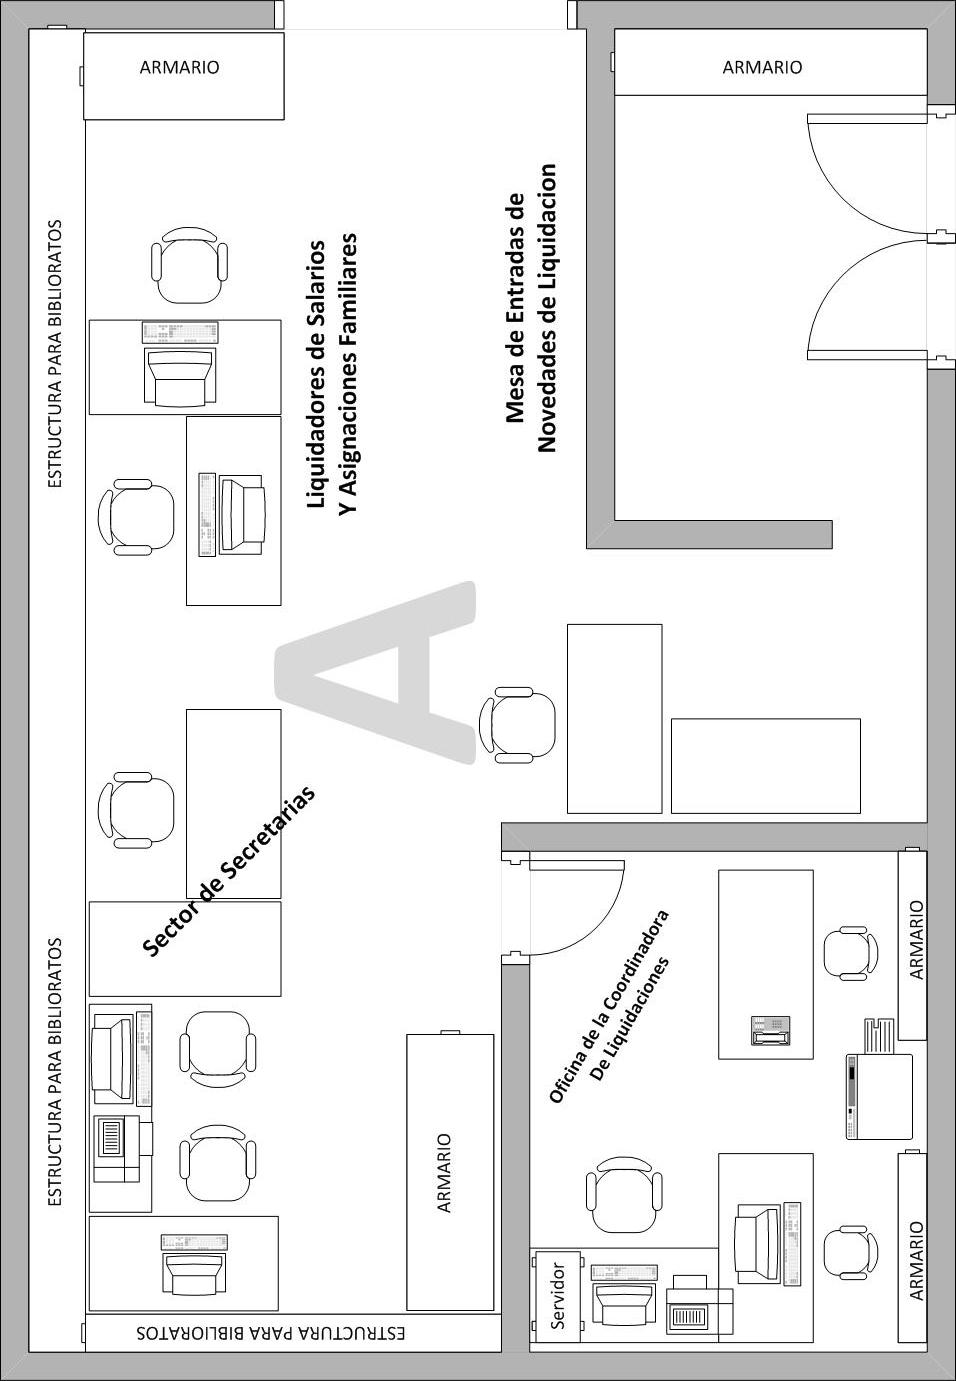 ARMARIO
ARMARIO
ESTRUCTURA PARA BIBLIORATOS
Liquidadores de Salarios
Y Asignaciones Familiares
Mesa de Entradas de
Novedades de Liquidacion
A
Sector de Secretarias
ESTRUCTURA PARA BIBLIORATOS
Oficina de la Coordinadora
De Liquidaciones
ARMARIO
ARMARIO
Servidor
ARMARIO
ESTRUCTURA PARA BIBLIORATOS